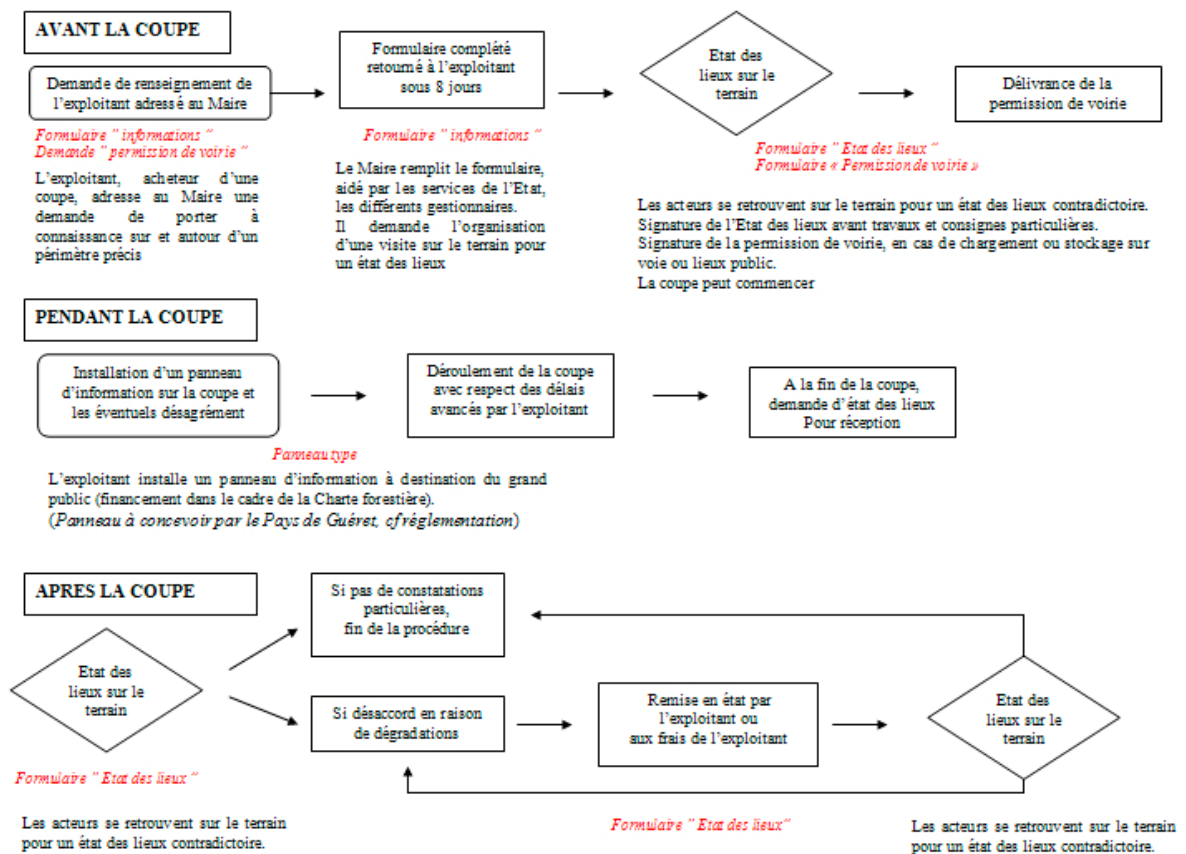 AVANT LA COUPE
Demande de renseignement de
l'exploitant adressé au Maire
Formulaire " informations "
Demande " permission de voirie "
L'exploitant, acheteur d'une
coupe, adresse au Maire une
demande de porter à
connaissance sur et autour d'un
périmètre précis
Formulaire complété
retourné à l'exploitant
sous 8 jours
Formulaire " informations "
Le Maire remplit le formulaire,
aidé par les services de l'Etat,
les différents gestionnaires.
Il demande l'organisation
d'une visite sur le terrain pour
un état des lieux
Etat des
lieux sur le
terrain
Délivrance de la
permission de voirie
Formulaire " Etat des lieux "
Formulaire « Permission de voirie »
Les acteurs se retrouvent sur le terrain pour un état des lieux contradictoire.
Signature de l'Etat des lieux avant travaux et consignes particulières.
Signature de la permission de voirie, en cas de chargement ou stockage sur
voie ou lieux public.
La coupe peut commencer
PENDANT LA COUPE
Installation d'un panneau
d'information sur la coupe et
les éventuels désagrément
Déroulement de la coupe
avec respect des délais
avancés par l'exploitant
A la fin de la coupe,
demande d'état des lieux
Pour réception
Panneau type
L'exploitant installe un panneau d'information à destination du grand
public (financement dans le cadre de la Charte forestière).
(Panneau à concevoir par le Pays de Guéret, cf réglementation)
APRES LA COUPE
Etat des
lieux sur le
terrain
Formulaire " Etat des lieux "
Les acteurs se retrouvent sur le terrain
pour un état des lieux contradictoire.
Si pas de constatations
particulières,
fin de la procédure
Si désaccord en raison
de dégradations
Remise en état par
l'exploitant ou
aux frais de l'exploitant
Etat des
lieux sur le
terrain
Formulaire " Etat des lieux"
Les acteurs se retrouvent sur le terrain
pour un état des lieux contradictoire.